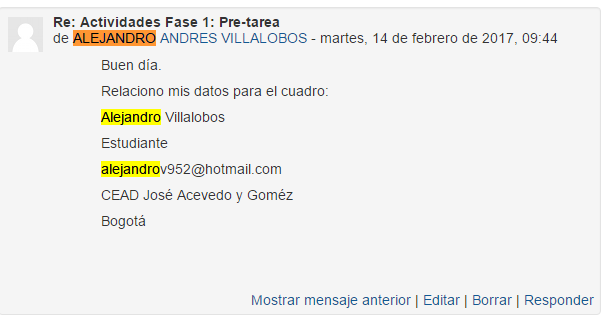 Re: Actividades Fase 1: Pre-tarea
de ALEJANDRO ANDRES VILLALOBOS - martes, 14 de febrero de 2017, 09:44
Buen día.
Relaciono mis datos para el cuadro:
Alejandro Villalobos
Estudiante
alejandrov952@hotmail.com
CEAD José Acevedo y Goméz
Bogotá
Mostrar mensaje anterior | Editar | Borrar | Responder